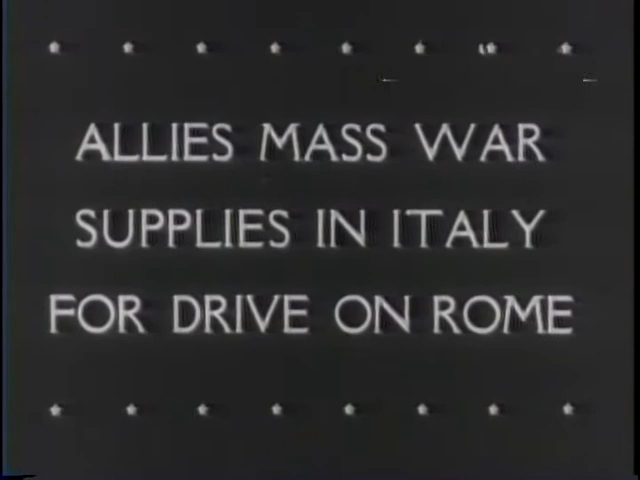 ALLIES MASS WAR
SUPPLIES IN ITALY
FOR DRIVE ON ROME